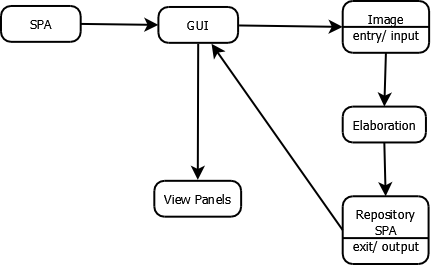 SPA
GUI
Image
entry/ input
Elaboration
View Panels
Repository
SPA
exit/ output